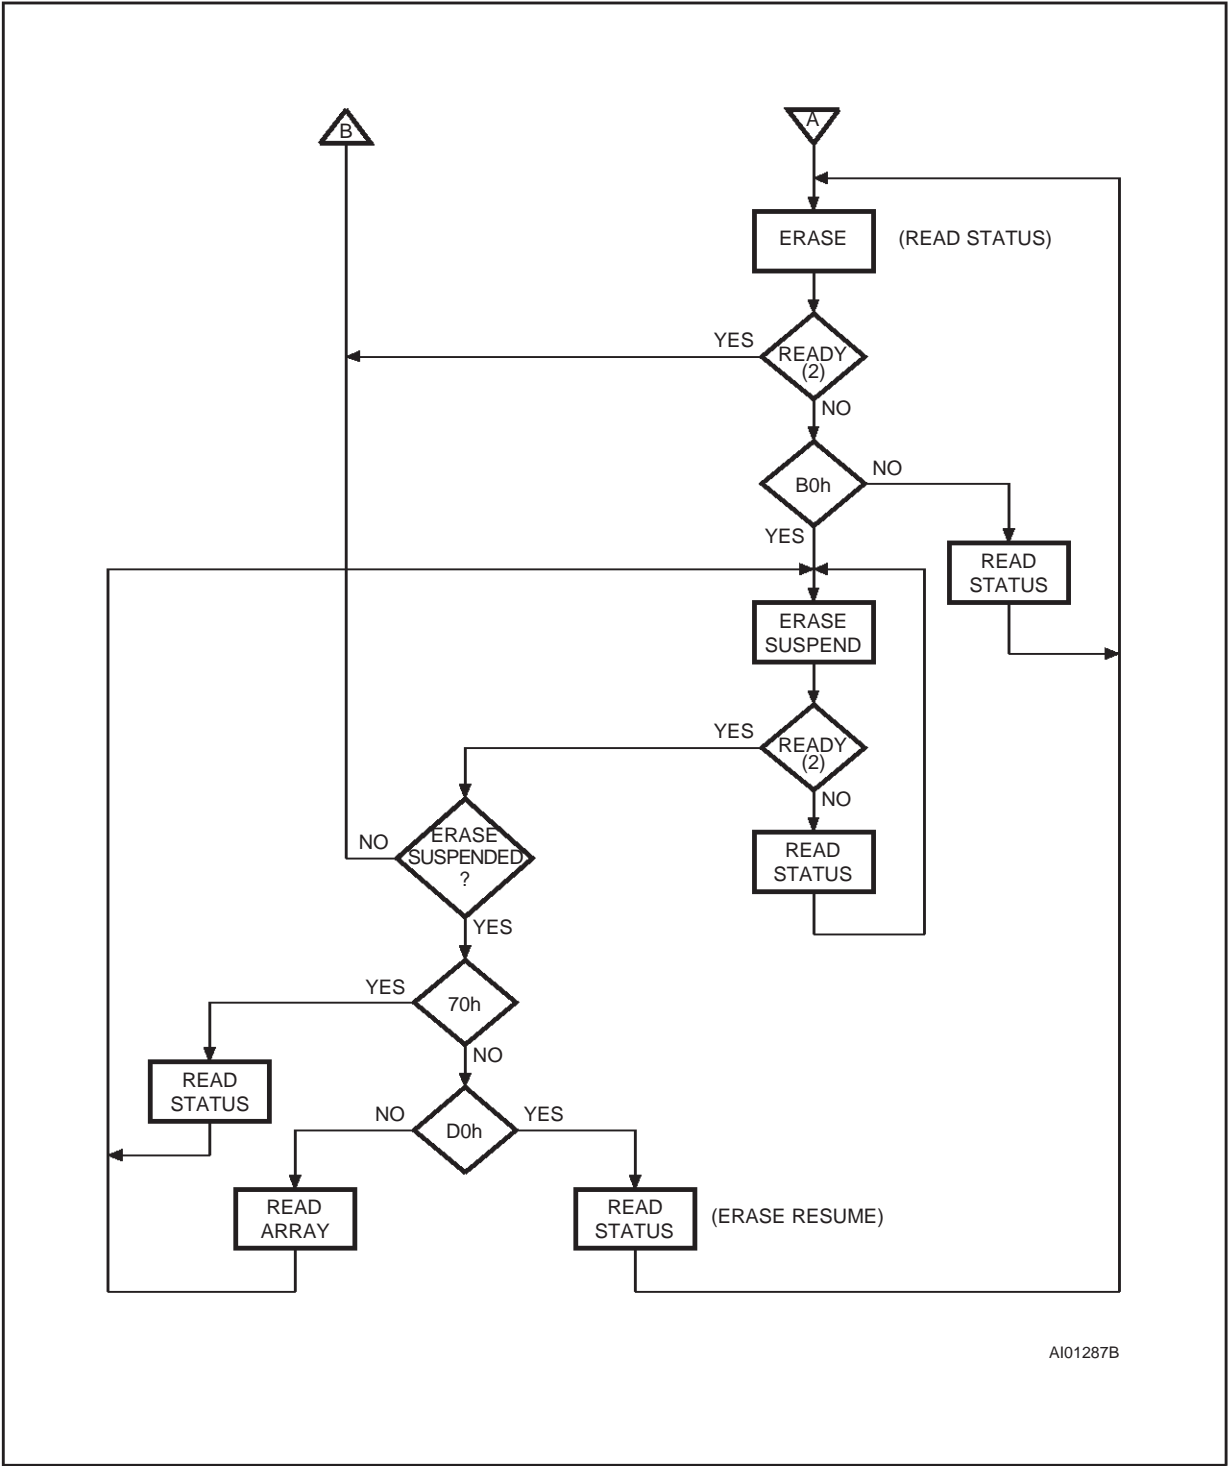 B
A
ERASE
(READ STATUS)
YES
READY
(2)
NO
B0h
NO
YES
READ
STATUS
ERASE
SUSPEND
YES
READY
(2)
NO
NO
ERASE
SUSPENDED
?
READ
STATUS
YES
YES
70h
NO
READ
STATUS
NO
D0h
YES
READ
ARRAY
READ
STATUS
(ERASE RESUME)
AI01287B